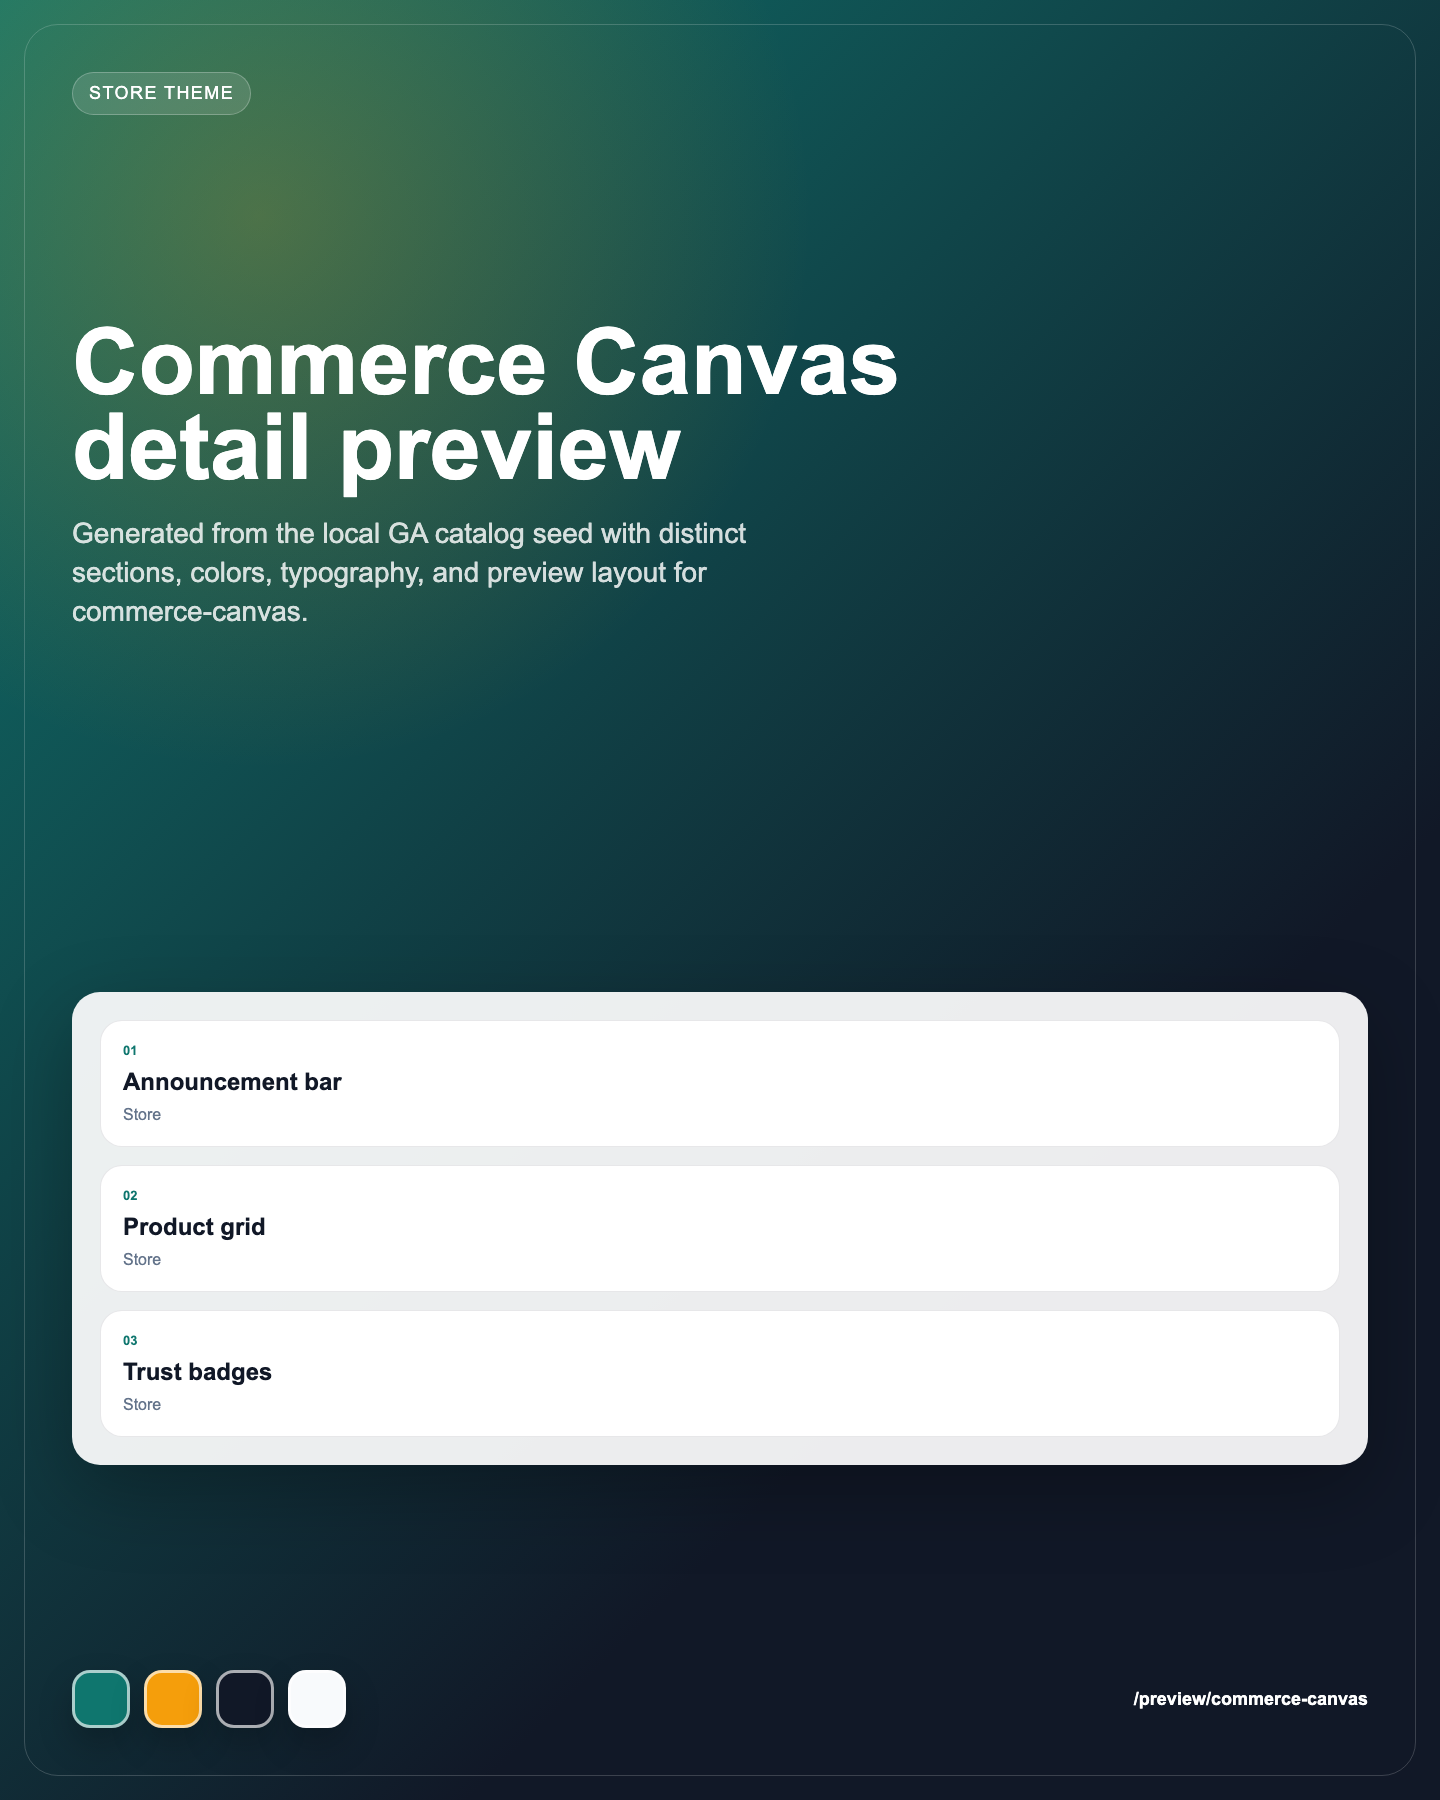 STORE THEME
Commerce Canvas
detail preview
Generated from the local GA catalog seed with distinct
sections, colors, typography, and preview layout for
commerce-canvas.
01
Announcement bar
Store
02
Product grid
Store
03
Trust badges
Store
/preview/commerce-canvas